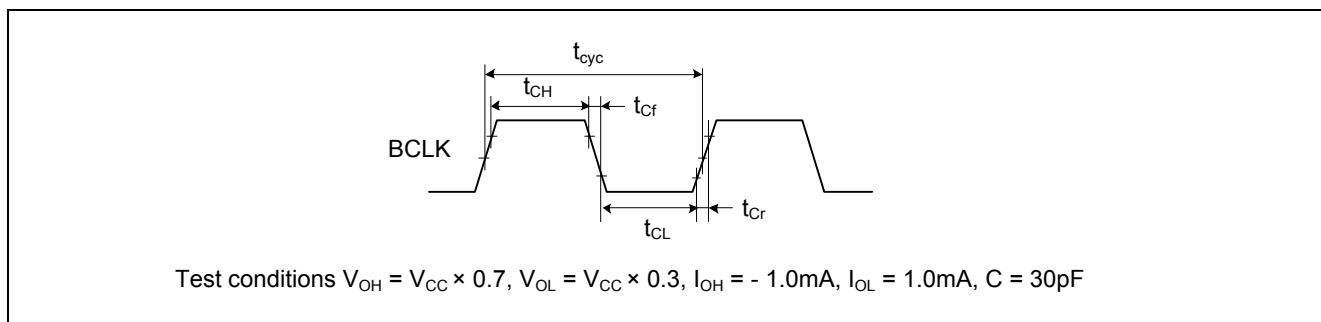 tcyc
tCH
tCf
BCLK
tCr
tCL
Test conditions VOH = VCC × 0.7, VOL = VCC × 0.3, IOH = - 1.0mA, IOL = 1.0mA, C = 30pF